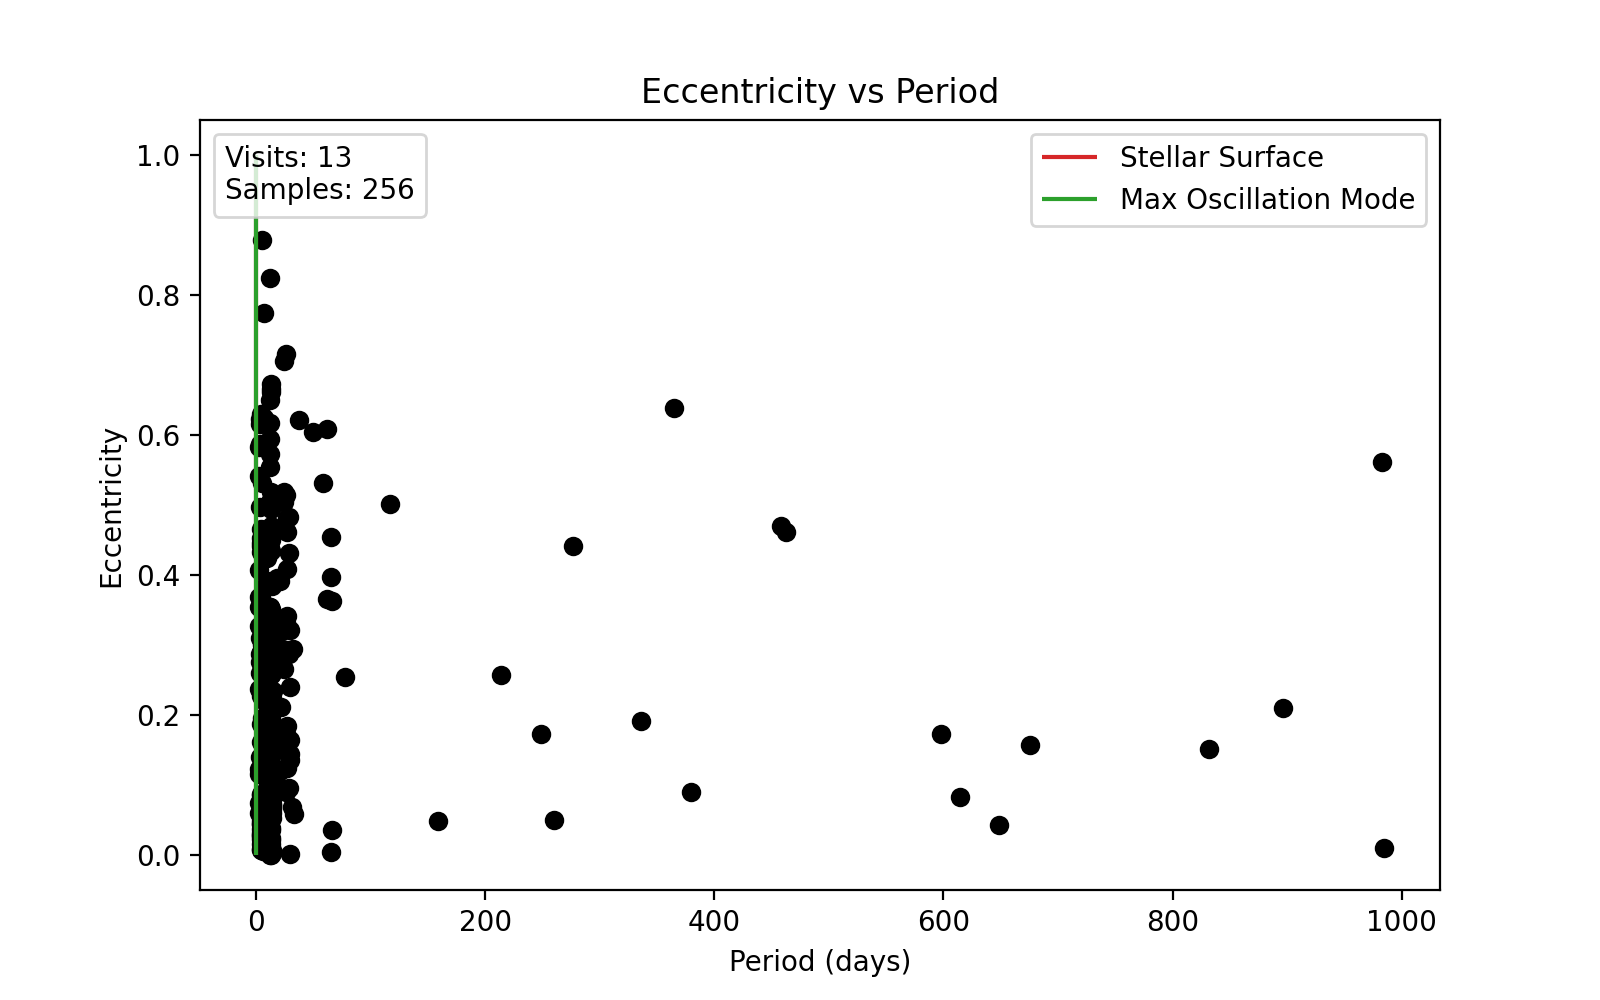 Eccentricity vs Period
Visits: 13
Samples: 256
Stellar Surface
Max Oscillation Mode
1.0
0.8
0.6
0.4
0.2
0.0
Eccentricity
0
200
400
600
800
1000
Period (days)